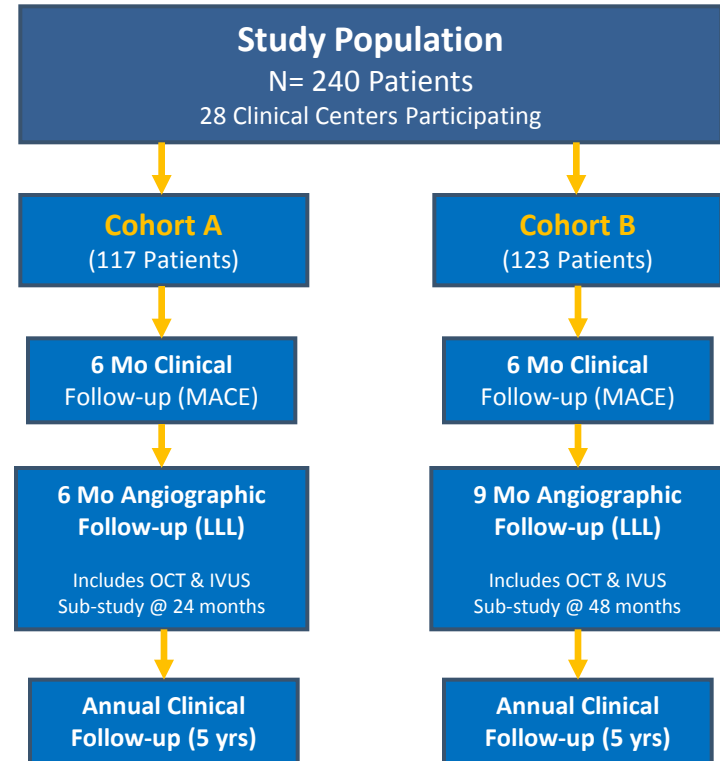 Study Population
N= 240 Patients
28 Clinical Centers Participating
Cohort A
(117 Patients)
Cohort B
(123 Patients)
6 Mo Clinical
Follow-up (MACE)
6 Mo Clinical
Follow-up (MACE)
6 Mo Angiographic
Follow-up (LLL)
Includes OCT & IVUS
Sub-study @ 24 months
9 Mo Angiographic
Follow-up (LLL)
Includes OCT & IVUS
Sub-study @ 48 months
Annual Clinical
Follow-up (5 yrs)
Annual Clinical
Follow-up (5 yrs)